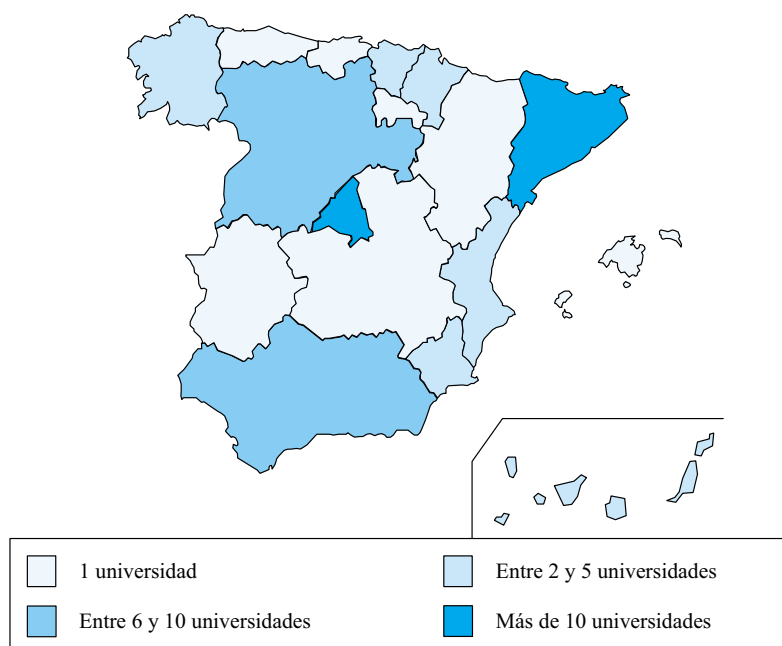 1 universidad
Entre 2 y 5 universidades
Entre 6 y 10 universidades
Más de 10 universidades